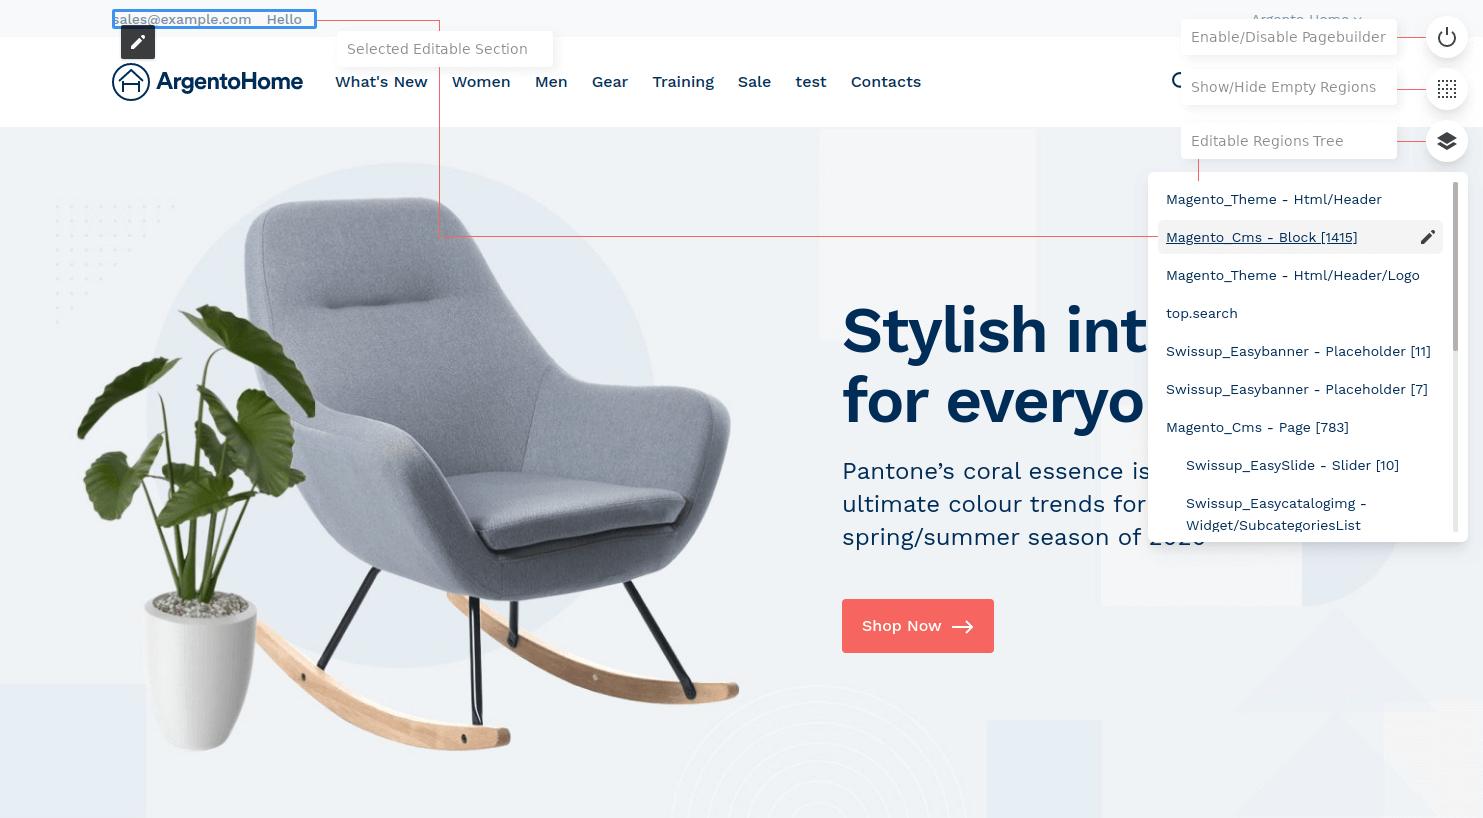 sales@example.com Hello
Argento Home
Selected Editable Section
Enable/Disable Pagebuilder
ArgentoHome
What's New Women Men Gear Training Sale test Contacts
Show/Hide Empty Regions
Editable Regions Tree
Magento_Theme - Html/Header
Magento_Cms - Block [1415]
Magento_Theme - Html/Header/Logo
top.search
Swissup_Easybanner - Placeholder [11]
Swissup_Easybanner - Placeholder [7]
Magento_Cms - Page [783]
Swissup_EasySlide - Slider [10]
Swissup_Easycatalogimg -
Widget/SubcategoriesList
Stylish int
for everyo
Pantone’s coral essence is
ultimate colour trends for
spring/summer season of 2020
Shop Now